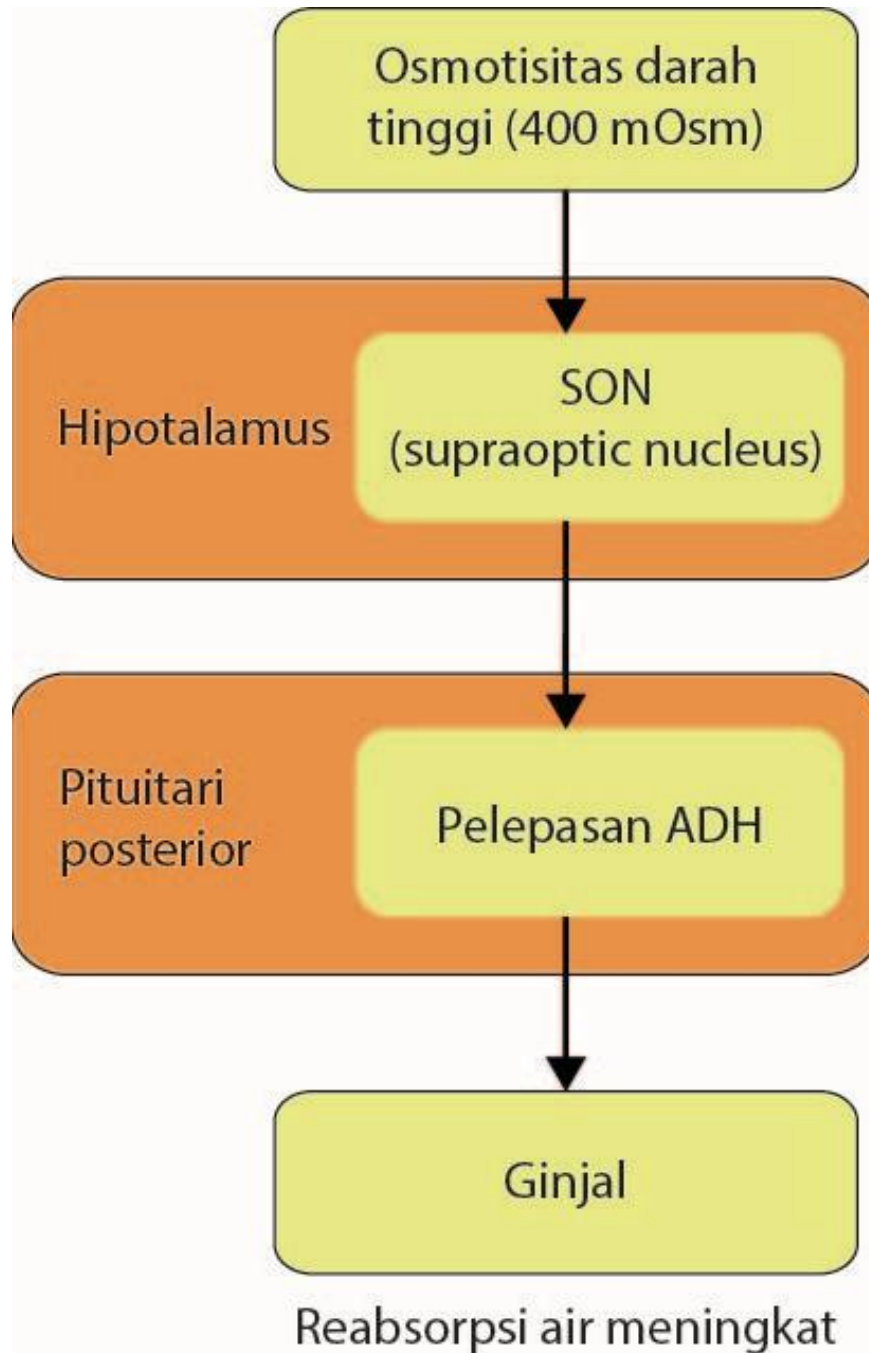 Osmotisitas darah
tinggi (400 mOsm)
Hipotalamus
SON
(supraoptic nucleus)
Pituitari
posterior
Pelepasan ADH
Ginjal
Reabsorpsi air meningkat